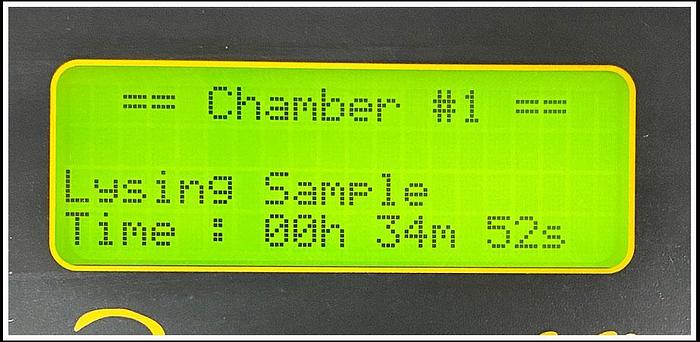 == Chamber #1 ==
Lysing Sample
Time : 00h 34m 52s